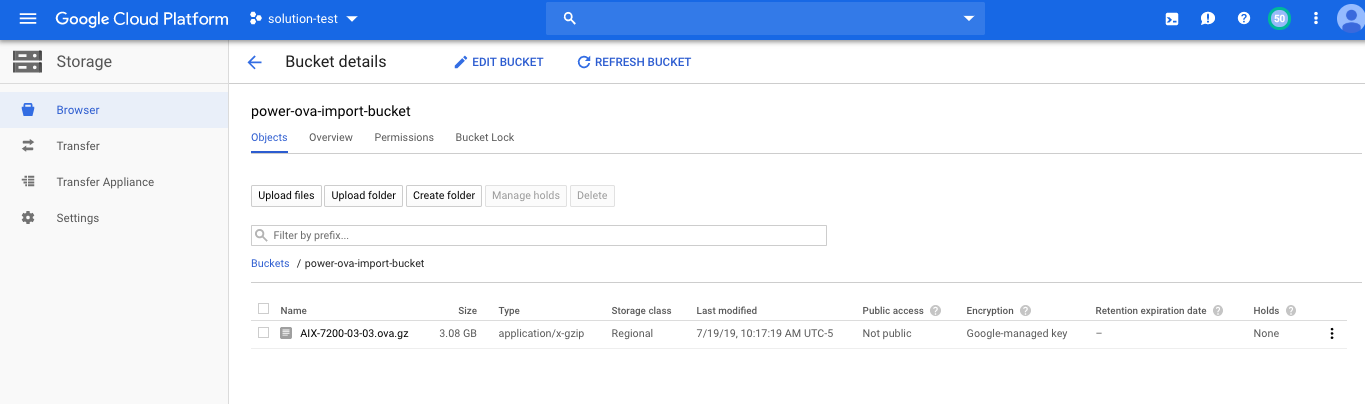 Google Cloud Platform solution-test 50
Storage Bucket details EDIT BUCKET REFRESH BUCKET
Browser
Transfer
Transfer Appliance
Settings
power-ova-import-bucket
Objects Overview Permissions Bucket Lock
Upload files Upload folder Create folder Manage holds Delete
Filter by prefix...
Buckets / power-ova-import-bucket
Name Size Type Storage class Last modified Public access ? Encryption ? Retention expiration date ? Holds ?
AIX-7200-03-03.ova.gz 3.08 GB application/x-gzip Regional 7/19/19, 10:17:19 AM UTC-5 Not public Google-managed key – None